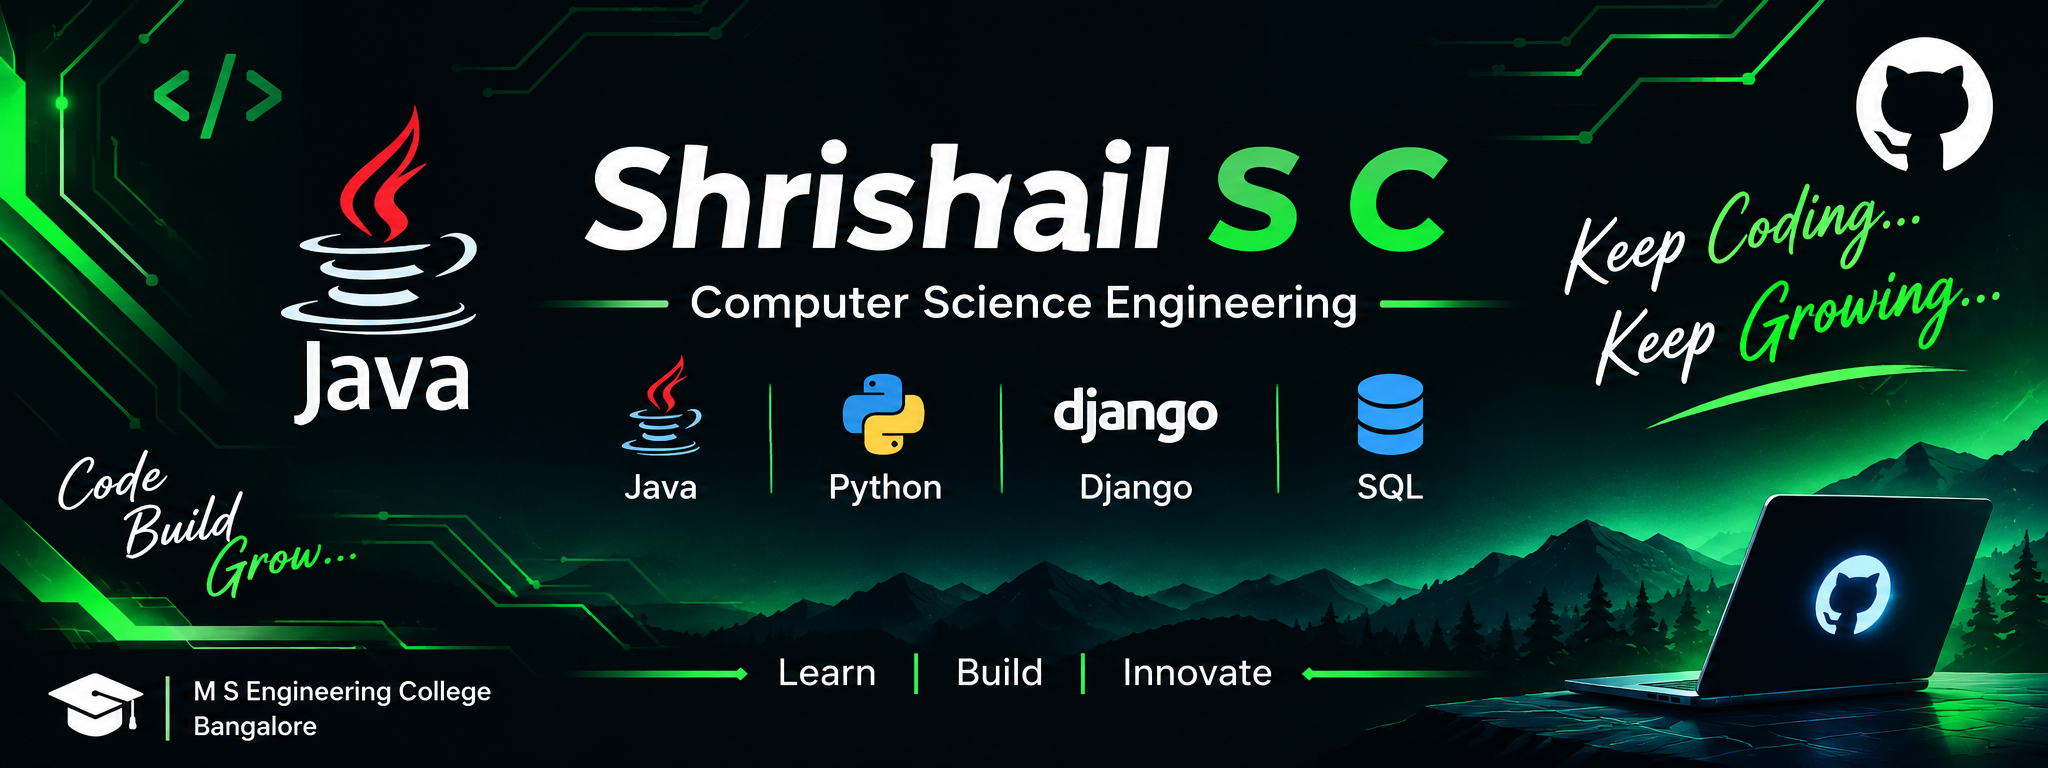 </>
Java
Shrishail S C
Computer Science Engineering
Keep Coding...
Keep Growing...
Java
Python
django
Django
SQL
Code
Build
Grow...
Learn | Build | Innovate
M S Engineering College
Bangalore